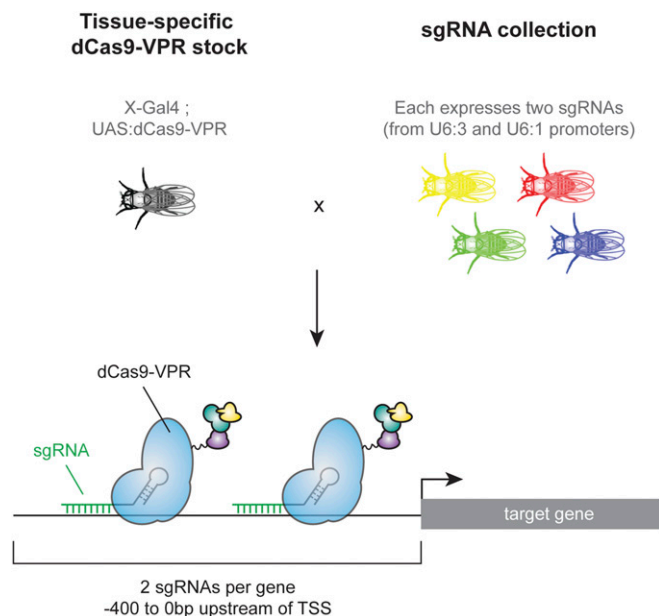 Tissue-specific
dCas9-VPR stock
sgRNA collection
X-Gal4 ;
UAS:dCas9-VPR
Each expresses two sgRNAs
(from U6:3 and U6:1 promoters)
x
dCas9-VPR
sgRNA
target gene
2 sgRNAs per gene
-400 to 0bp upstream of TSS